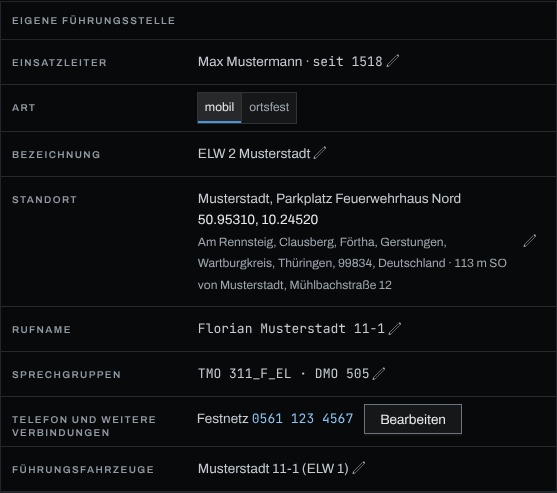 EIGENE FÜHRUNGSSTELLE
EINSATZLEITER
Max Mustermann · seit 1518
ART
mobil ortsfest
BEZEICHNUNG
ELW 2 Musterstadt
STANDORT
Musterstadt, Parkplatz Feuerwehrhaus Nord
50.95310, 10.24520
Am Rennsteig, Clausberg, Förtha, Gerstungen,
Wartburgkreis, Thüringen, 99834, Deutschland · 113 m SO
von Musterstadt, Mühlbachstraße 12
RUFNAME
Florian Musterstadt 11-1
SPRECHGRUPPEN
TMO 311_F_EL · DMO 505
TELEFON UND WEITERE
VERBINDUNGEN
Festnetz 0561 123 4567 Bearbeiten
FÜHRUNGSFAHRZEUGE
Musterstadt 11-1 (ELW 1)